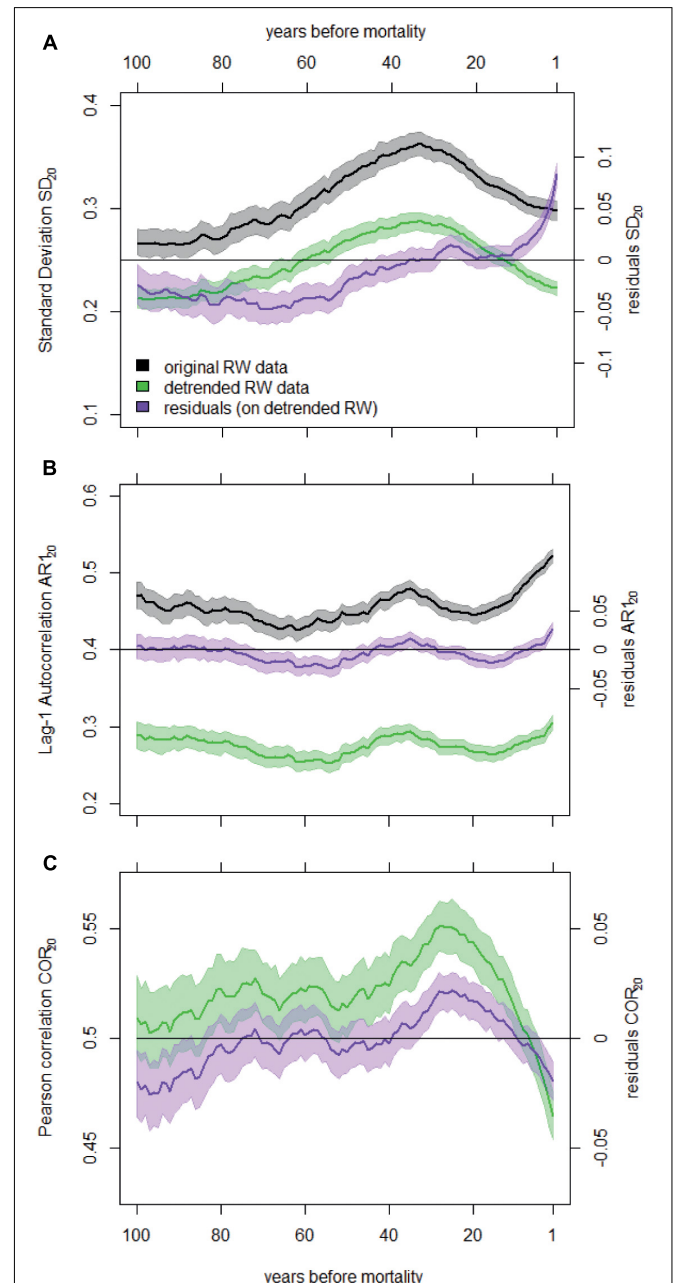 A
years before mortality
100 80 60 40 20 1
Standard Deviation SD20
0.4
0.3
0.2
0.1
residuals SD20
0.1
0.05
0
-0.05
-0.1
original RW data
detrended RW data
residuals (on detrended RW)
B
Lag-1 Autocorrelation AR120
0.6
0.5
0.4
0.3
0.2
residuals AR120
0.05
0
-0.05
C
Pearson correlation COR20
0.55
0.5
0.45
residuals COR20
0.05
0
-0.05
100 80 60 40 20 1
years before mortality